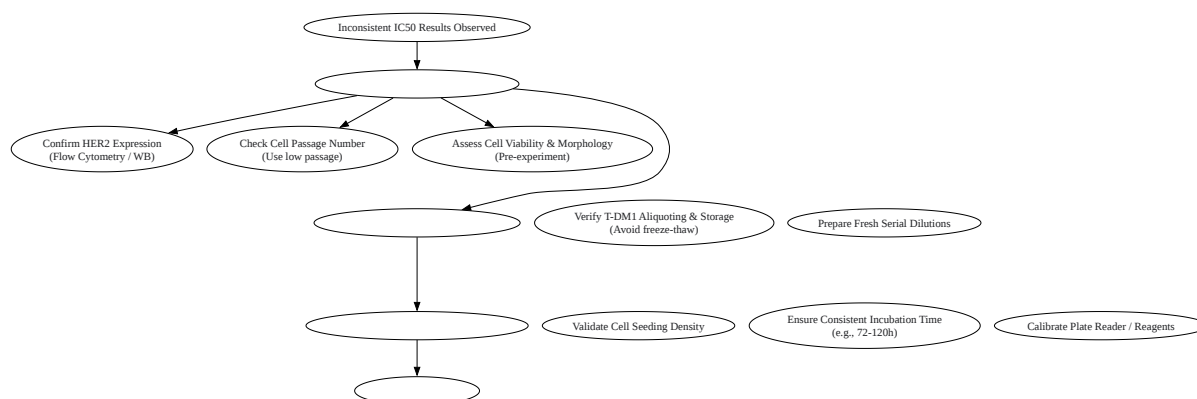 Inconsistent IC50 Results Observed
Confirm HER2 Expression
(Flow Cytometry / WB)
Check Cell Passage Number
(Use low passage)
Assess Cell Viability & Morphology
(Pre-experiment)
Verify T-DM1 Aliquoting & Storage
(Avoid freeze-thaw)
Prepare Fresh Serial Dilutions
Validate Cell Seeding Density
Ensure Consistent Incubation Time
(e.g., 72-120h)
Calibrate Plate Reader / Reagents